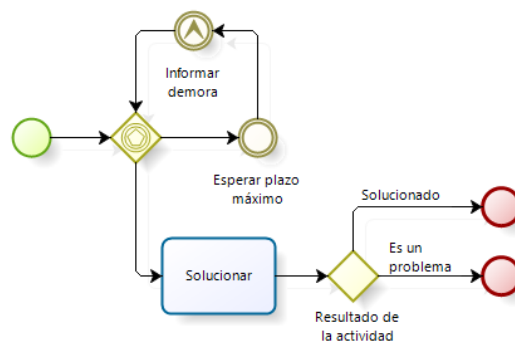 Informar
demora
Esperar plazo
máximo
Solucionado
Es un
problema
Solucionar
Resultado de
la actividad